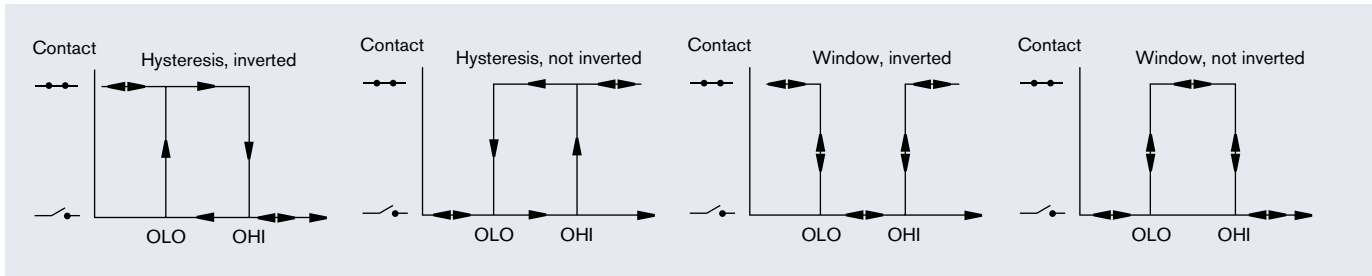 Contact
Hysteresis, inverted
OLO
OHI
Contact
Hysteresis, not inverted
OLO
OHI
Contact
Window, inverted
OLO
OHI
Contact
Window, not inverted
OLO
OHI